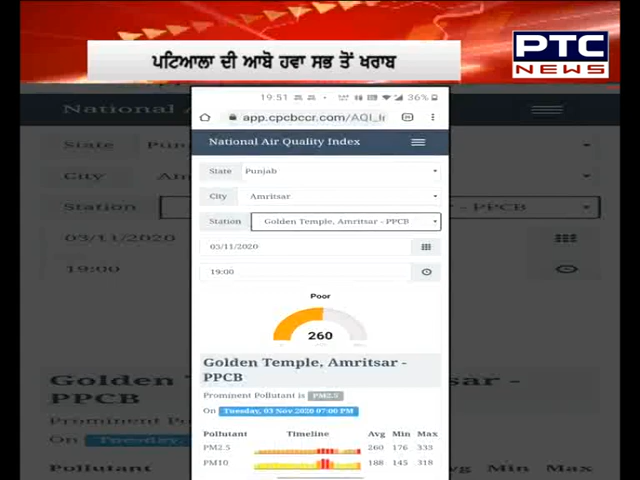 ਪਟਿਆਲਾ ਦੀ ਆਬੋ ਹਵਾ ਸਭ ਤੋਂ ਖਰਾਬ
PTC
NEWS
19:51 36%
app.cpcbccr.com/AQI_I
National Air Quality Index
State Punjab
City Amritsar
Station Golden Temple, Amritsar - PPCB
03/11/2020
19:00
Poor
260
Golden Temple, Amritsar -
PPCB
Prominent Pollutant is PM2.5
On Tuesday, 03 Nov 2020 07:00 PM
Pollutant Timeline Avg Min Max
PM2.5 260 176 333
PM10 188 145 318